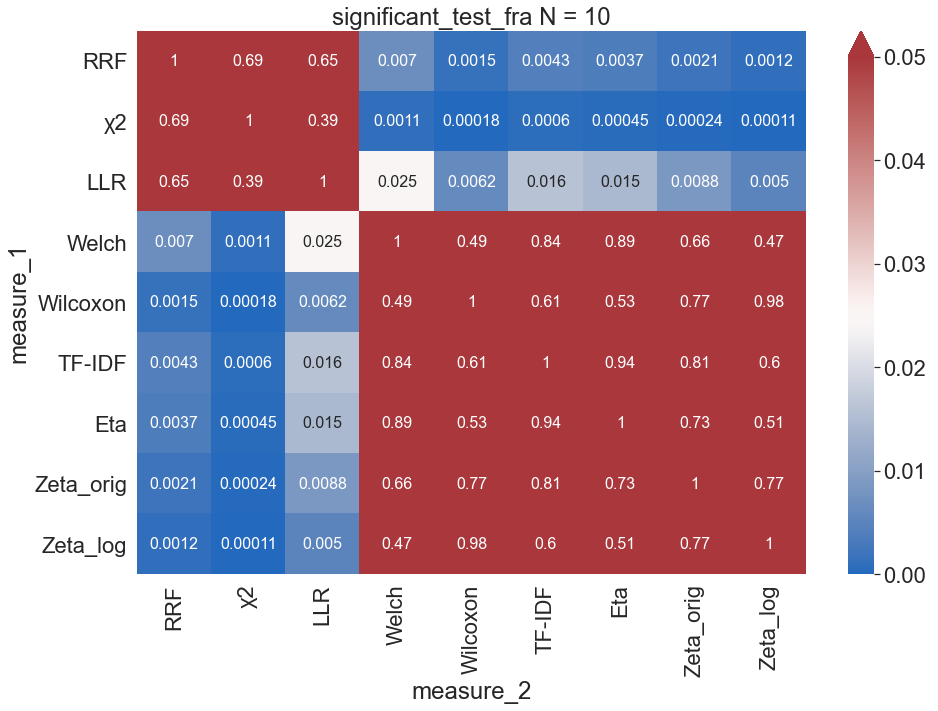 significant_test_fra N = 10
RRF 1 0.69 0.65 0.007 0.0015 0.0043 0.0037 0.0021 0.0012
χ2 0.69 1 0.39 0.0011 0.00018 0.0006 0.00045 0.00024 0.00011
LLR 0.65 0.39 1 0.025 0.0062 0.016 0.015 0.0088 0.005
Welch 0.007 0.0011 0.025 1 0.49 0.84 0.89 0.66 0.47
Wilcoxon 0.0015 0.00018 0.0062 0.49 1 0.61 0.53 0.77 0.98
TF-IDF 0.0043 0.0006 0.016 0.84 0.61 1 0.94 0.81 0.6
Eta 0.0037 0.00045 0.015 0.89 0.53 0.94 1 0.73 0.51
Zeta_orig 0.0021 0.00024 0.0088 0.66 0.77 0.81 0.73 1 0.77
Zeta_log 0.0012 0.00011 0.005 0.47 0.98 0.6 0.51 0.77 1
measure_1
RRF χ2 LLR Welch Wilcoxon TF-IDF Eta Zeta_orig Zeta_log
measure_2
0.05
0.04
0.03
0.02
0.01
0.00